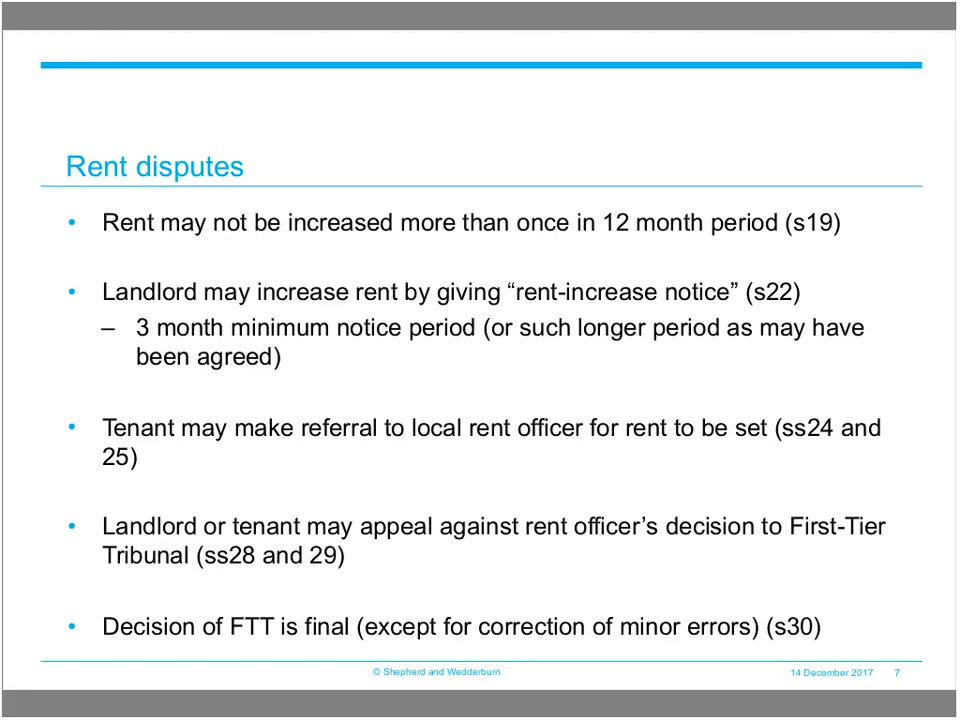 Rent disputes
• Rent may not be increased more than once in 12 month period (s19)
• Landlord may increase rent by giving “rent-increase notice” (s22)
– 3 month minimum notice period (or such longer period as may have
been agreed)
• Tenant may make referral to local rent officer for rent to be set (ss24 and
25)
• Landlord or tenant may appeal against rent officer’s decision to First-Tier
Tribunal (ss28 and 29)
• Decision of FTT is final (except for correction of minor errors) (s30)
© Shepherd and Wedderburn
14 December 2017 7